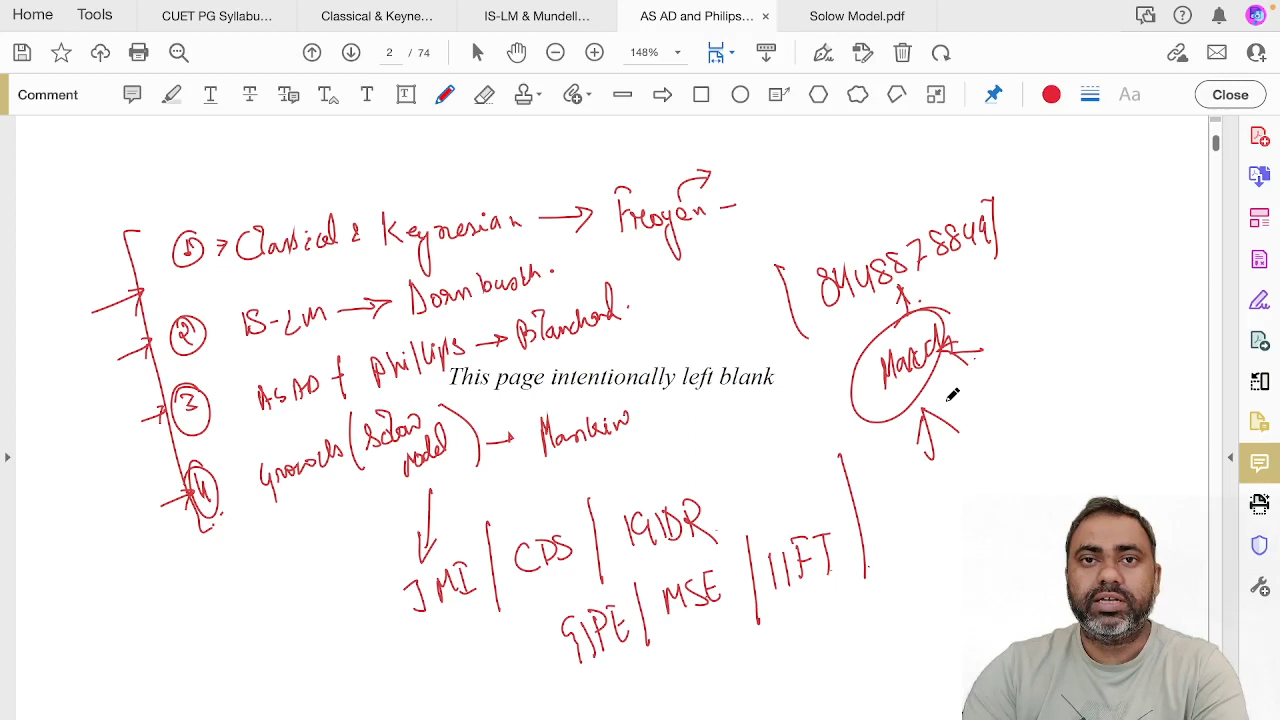 Home Tools CUET PG Syllabu... Classical & Keyne... IS-LM & Mundell... AS AD and Philips... × Solow Model.pdf
2 / 74 148%
Comment Aa Close
① → Classical & Keynesian → Froyen -
② IS-LM → Dornbusch.
③ AS AD & Phillips → Blanchard.
This page intentionally left blank
④ Growth (Solow model) → Mankiw
[8448878849]
March
JMI / CDS / IGIDR
GIPE / MSE / IIFT